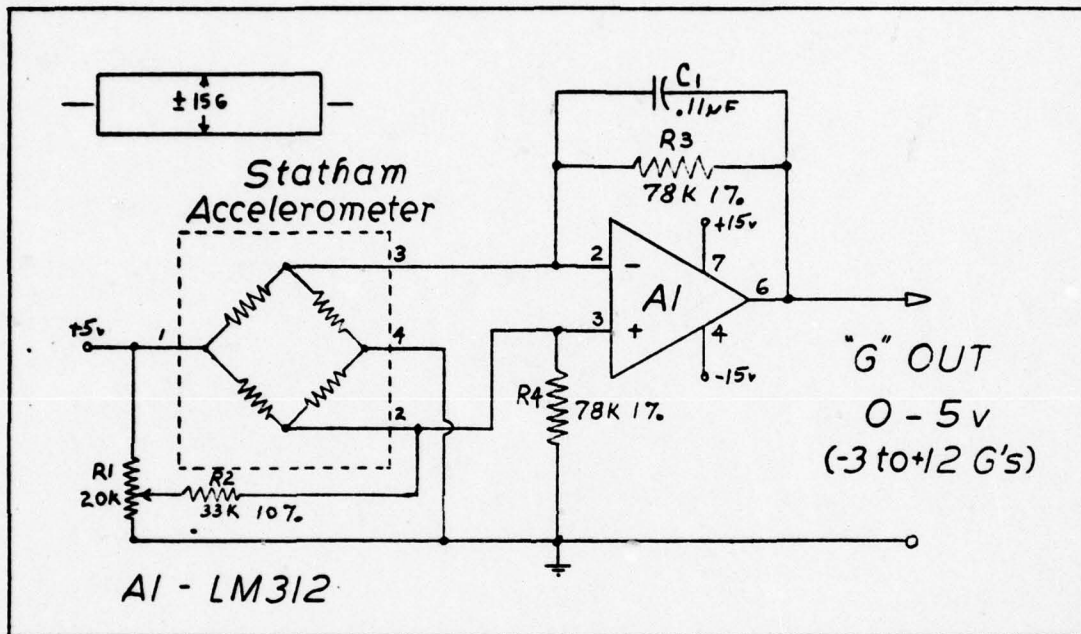 ± 15G
C1
.11µF
R3
78K 1%
Statham
Accelerometer
+15v
3
2
−
7
A1
6
+5v
1
4
3
+
4
-15v
"G" OUT
0 - 5v
(-3 to +12 G's)
R4
78K 1%
2
R1
20K
R2
33K 10%
A1 - LM312